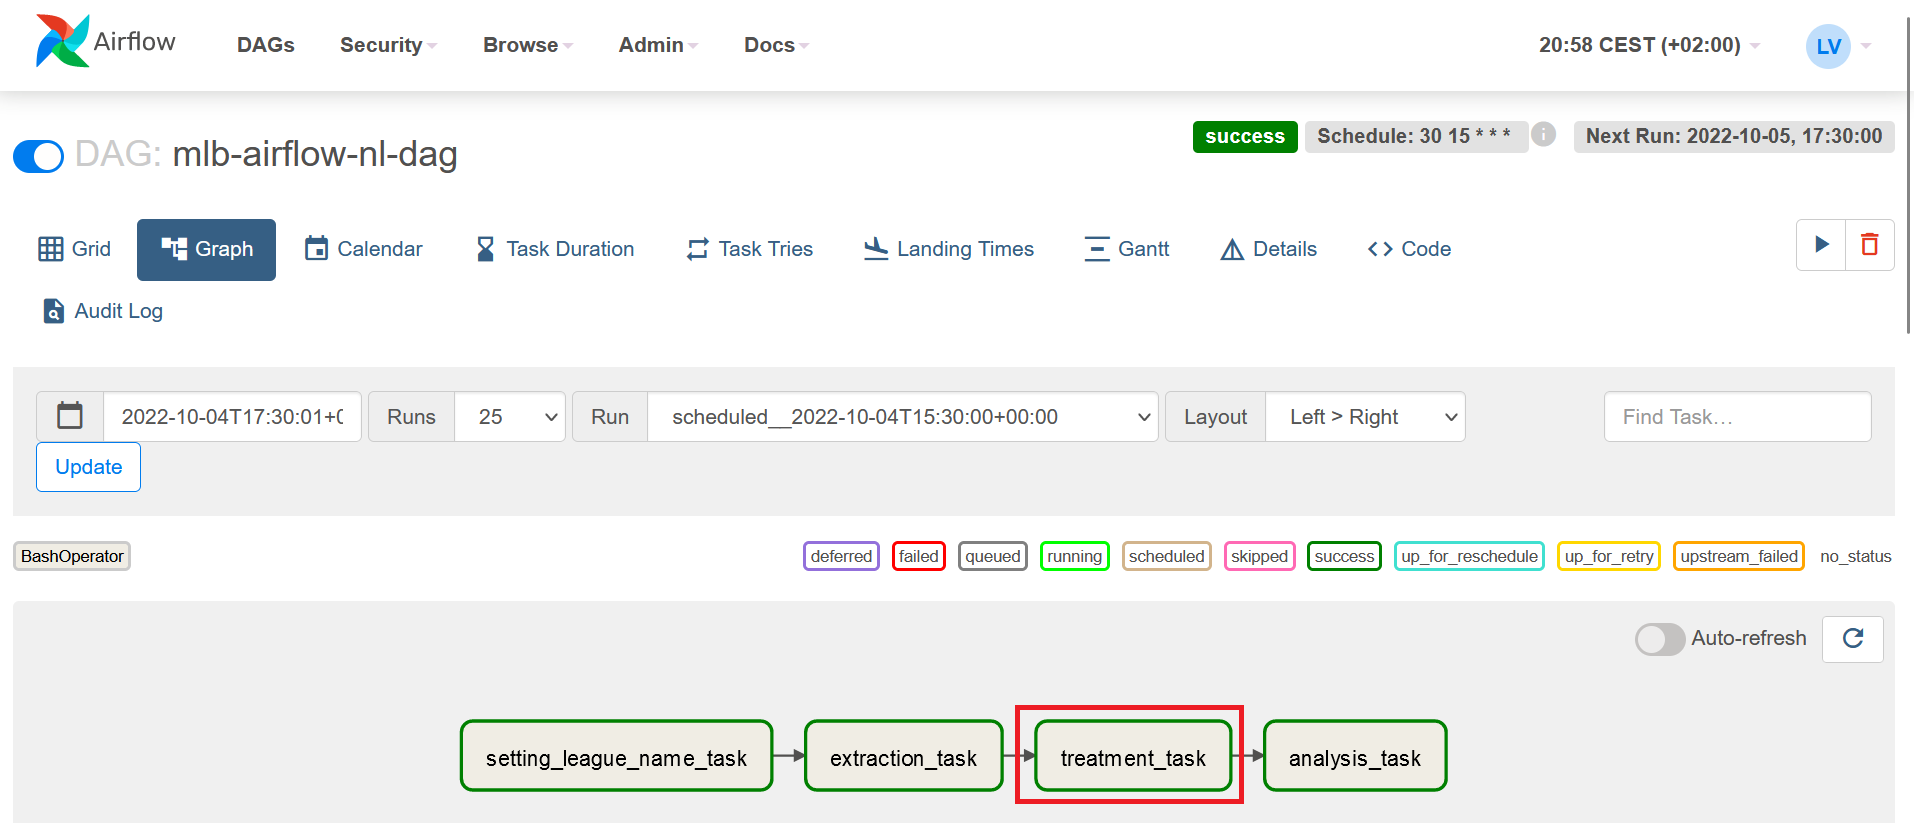 Airflow DAGs Security Browse Admin Docs 20:58 CEST (+02:00) LV
DAG: mlb-airflow-nl-dag success Schedule: 30 15 * * * i Next Run: 2022-10-05, 17:30:00
Grid Graph Calendar Task Duration Task Tries Landing Times Gantt Details <> Code
Audit Log
2022-10-04T17:30:01+0 Runs 25 Run scheduled__2022-10-04T15:30:00+00:00 Layout Left > Right Find Task...
Update
BashOperator deferred failed queued running scheduled skipped success up_for_reschedule up_for_retry upstream_failed no_status
Auto-refresh
setting_league_name_task extraction_task treatment_task analysis_task